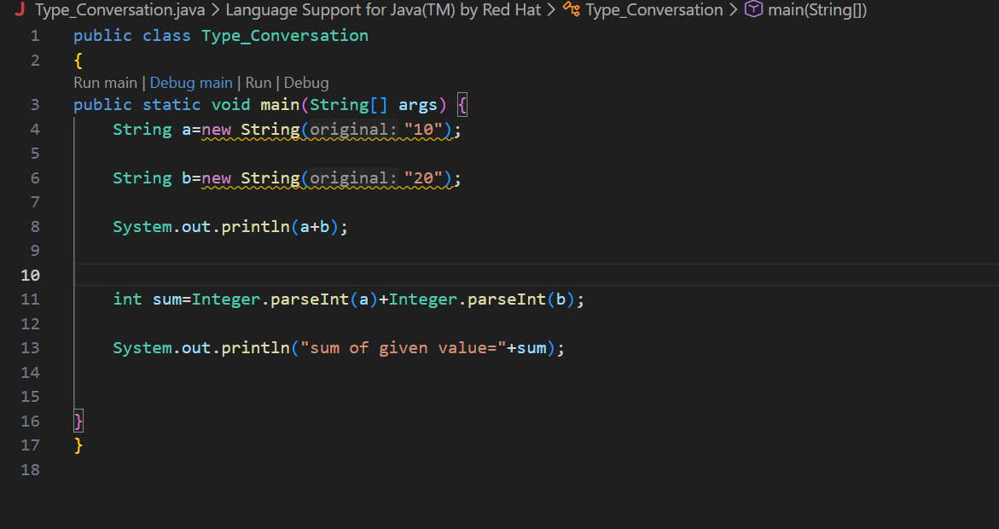 Type_Conversation.java > Language Support for Java(TM) by Red Hat > Type_Conversation > main(String[])
1 public class Type_Conversation
2 {
Run main | Debug main | Run | Debug
3 public static void main(String[] args) {
4 String a=new String(original: "10");
5
6 String b=new String(original: "20");
7
8 System.out.println(a+b);
9
10
11 int sum=Integer.parseInt(a)+Integer.parseInt(b);
12
13 System.out.println("sum of given value="+sum);
14
15
16 }
17 }
18